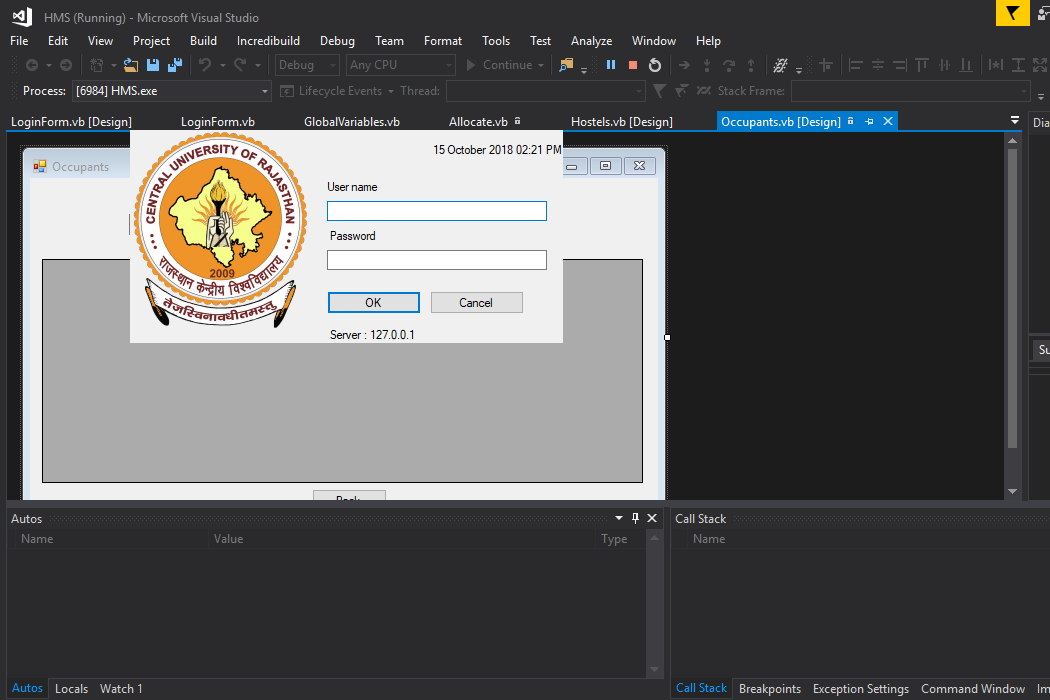 HMS (Running) - Microsoft Visual Studio
File Edit View Project Build Incredibuild Debug Team Format Tools Test Analyze Window Help
Debug Any CPU Continue
Process: [6984] HMS.exe Lifecycle Events Thread: Stack Frame:
LoginForm.vb [Design] LoginForm.vb GlobalVariables.vb Allocate.vb Hostels.vb [Design] Occupants.vb [Design]
Occupants
CENTRAL UNIVERSITY OF RAJASTHAN
2009
राजस्थान केन्द्रीय विश्वविद्यालय
तेजस्विनावधीतमस्तु
15 October 2018 02:21 PM
User name
Password
OK Cancel
Server : 127.0.0.1
Back
Autos
Name Value Type
Call Stack
Name
Autos Locals Watch 1
Call Stack Breakpoints Exception Settings Command Window